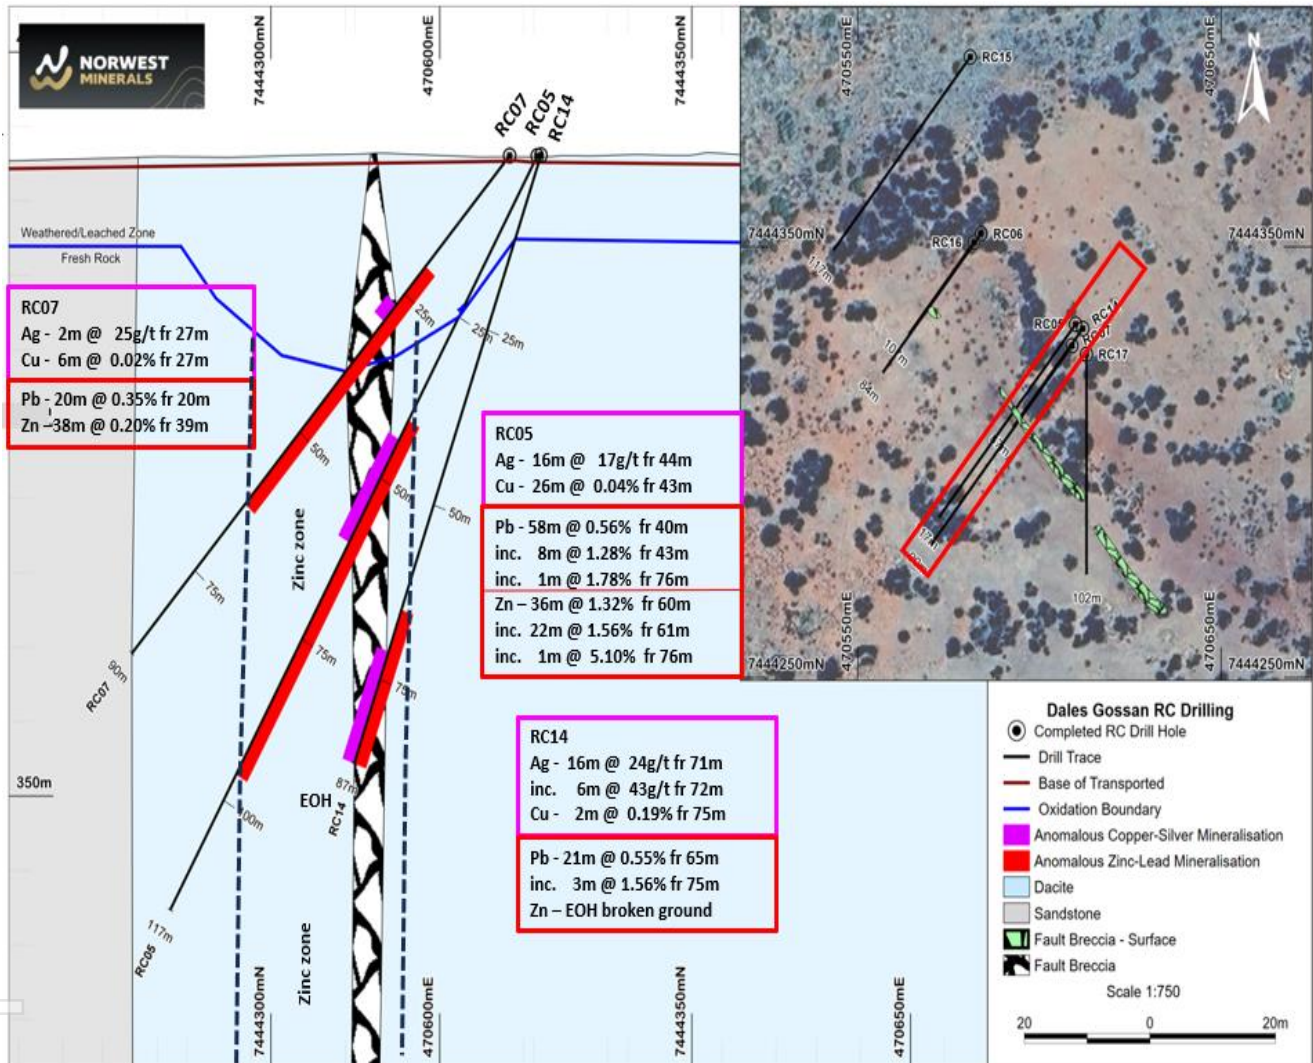 NORWEST
MINERALS
7444300mN
470600mE
7444350mN
RC07
RC05
RC14
Weathered/Leached Zone
Fresh Rock
RC07
Ag - 2m @ 25g/t fr 27m
Cu - 6m @ 0.02% fr 27m
Pb - 20m @ 0.35% fr 20m
Zn –38m @ 0.20% fr 39m
RC05
Ag - 16m @ 17g/t fr 44m
Cu - 26m @ 0.04% fr 43m
Pb - 58m @ 0.56% fr 40m
inc. 8m @ 1.28% fr 43m
inc. 1m @ 1.78% fr 76m
Zn – 36m @ 1.32% fr 60m
inc. 22m @ 1.56% fr 61m
inc. 1m @ 5.10% fr 76m
RC14
Ag - 16m @ 24g/t fr 71m
inc. 6m @ 43g/t fr 72m
Cu - 2m @ 0.19% fr 75m
Pb - 21m @ 0.55% fr 65m
inc. 3m @ 1.56% fr 75m
Zn – EOH broken ground
25m
25m
25m
50m
50m
50m
75m
75m
75m
90m
RC07
100m
117m
RC05
87m
EOH
RC14
Zinc zone
Zinc zone
350m
7444300mN
470600mE
7444350mN
470650mE
470550mE
470650mE
N
RC15
117m
7444350mN
7444350mN
RC16
RC06
101m
84m
RC05
RC14
RC07
RC17
102m
470550mE
470650mE
7444250mN
7444250mN
Dales Gossan RC Drilling
Completed RC Drill Hole
Drill Trace
Base of Transported
Oxidation Boundary
Anomalous Copper-Silver Mineralisation
Anomalous Zinc-Lead Mineralisation
Dacite
Sandstone
Fault Breccia - Surface
Fault Breccia
Scale 1:750
20
0
20m